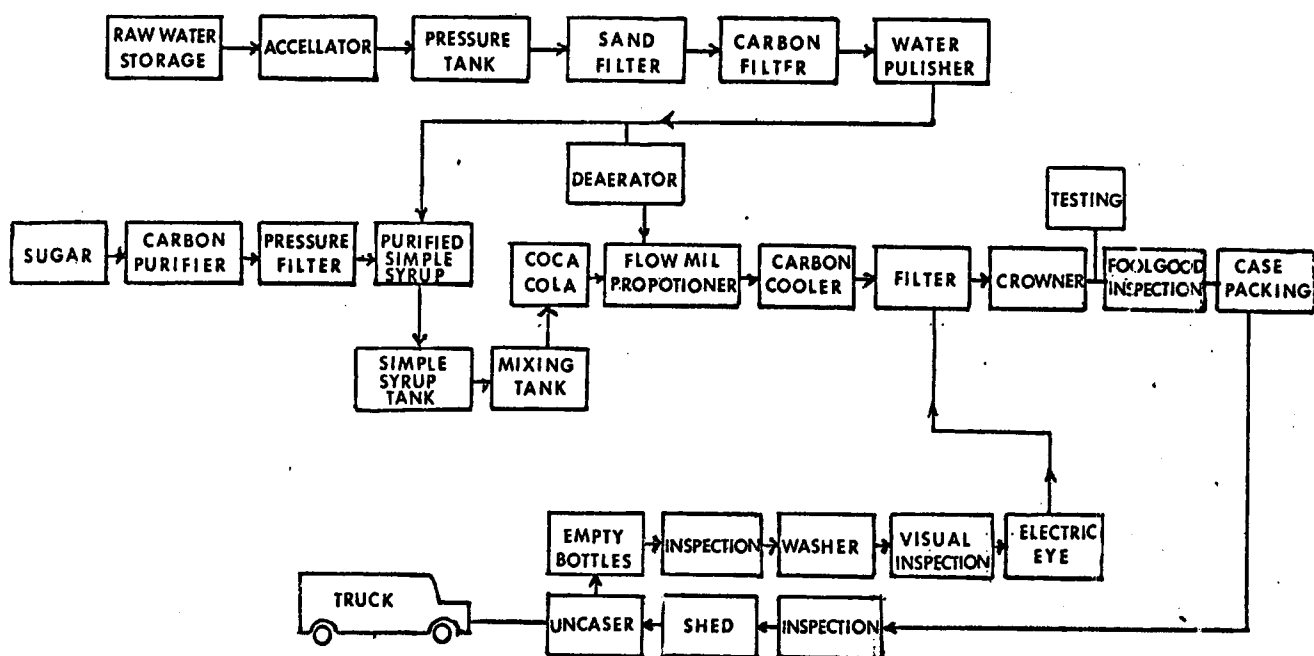 RAW WATER
STORAGE
ACCELLATOR
PRESSURE
TANK
SAND
FILTER
CARBON
FILTFR
WATER
PULISHER
DEAERATOR
TESTING
SUGAR
CARBON
PURIFIER
PRESSURE
FILTER
PURIFIED
SIMPLE
SYRUP
COCA
COLA
FLOW MIL
PROPOTIONER
CARBON
COOLER
FILTER
CROWNER
FOOLGOOD
INSPECTION
CASE
PACKING
SIMPLE
SYRUP
TANK
MIXING
TANK
EMPTY
BOTTLES
INSPECTION
WASHER
VISUAL
INSPECTION
ELECTRIC
EYE
TRUCK
UNCASER
SHED
INSPECTION